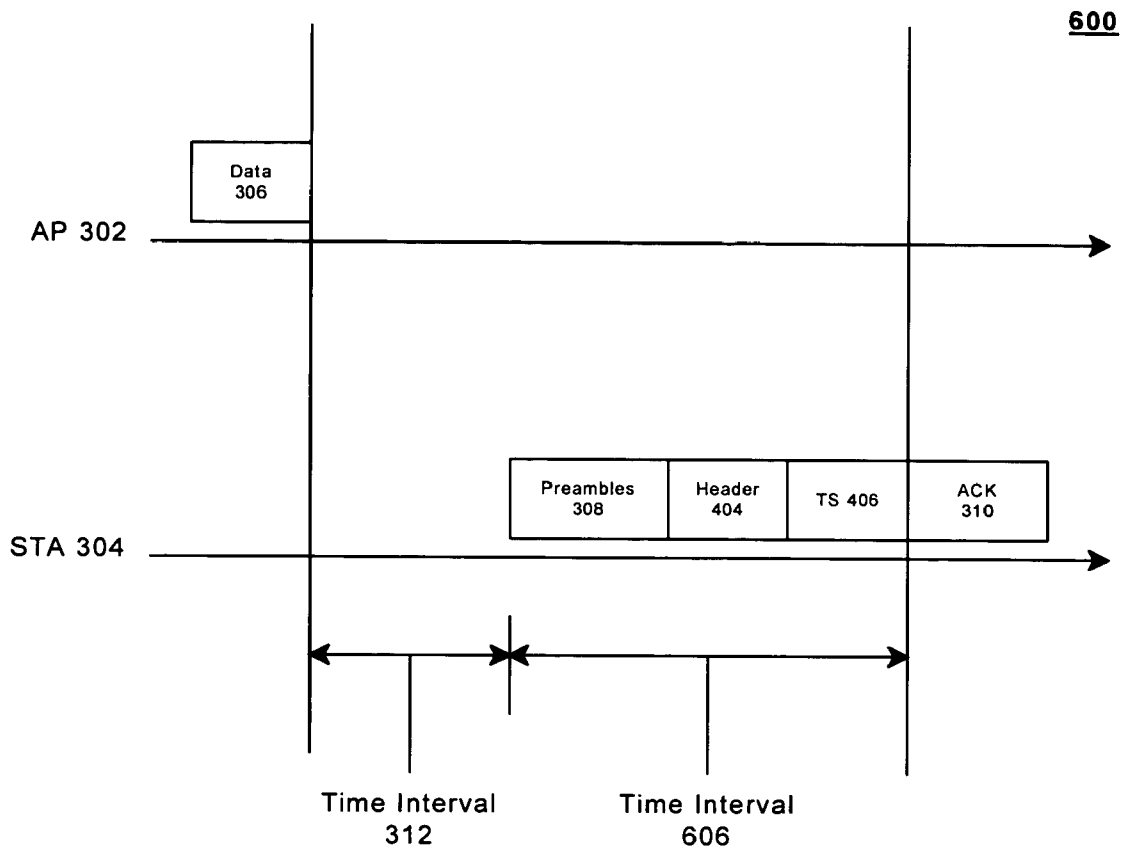 600
Data
306
AP 302
Preambles
308
Header
404
TS 406
ACK
310
STA 304
Time Interval
312
Time Interval
606